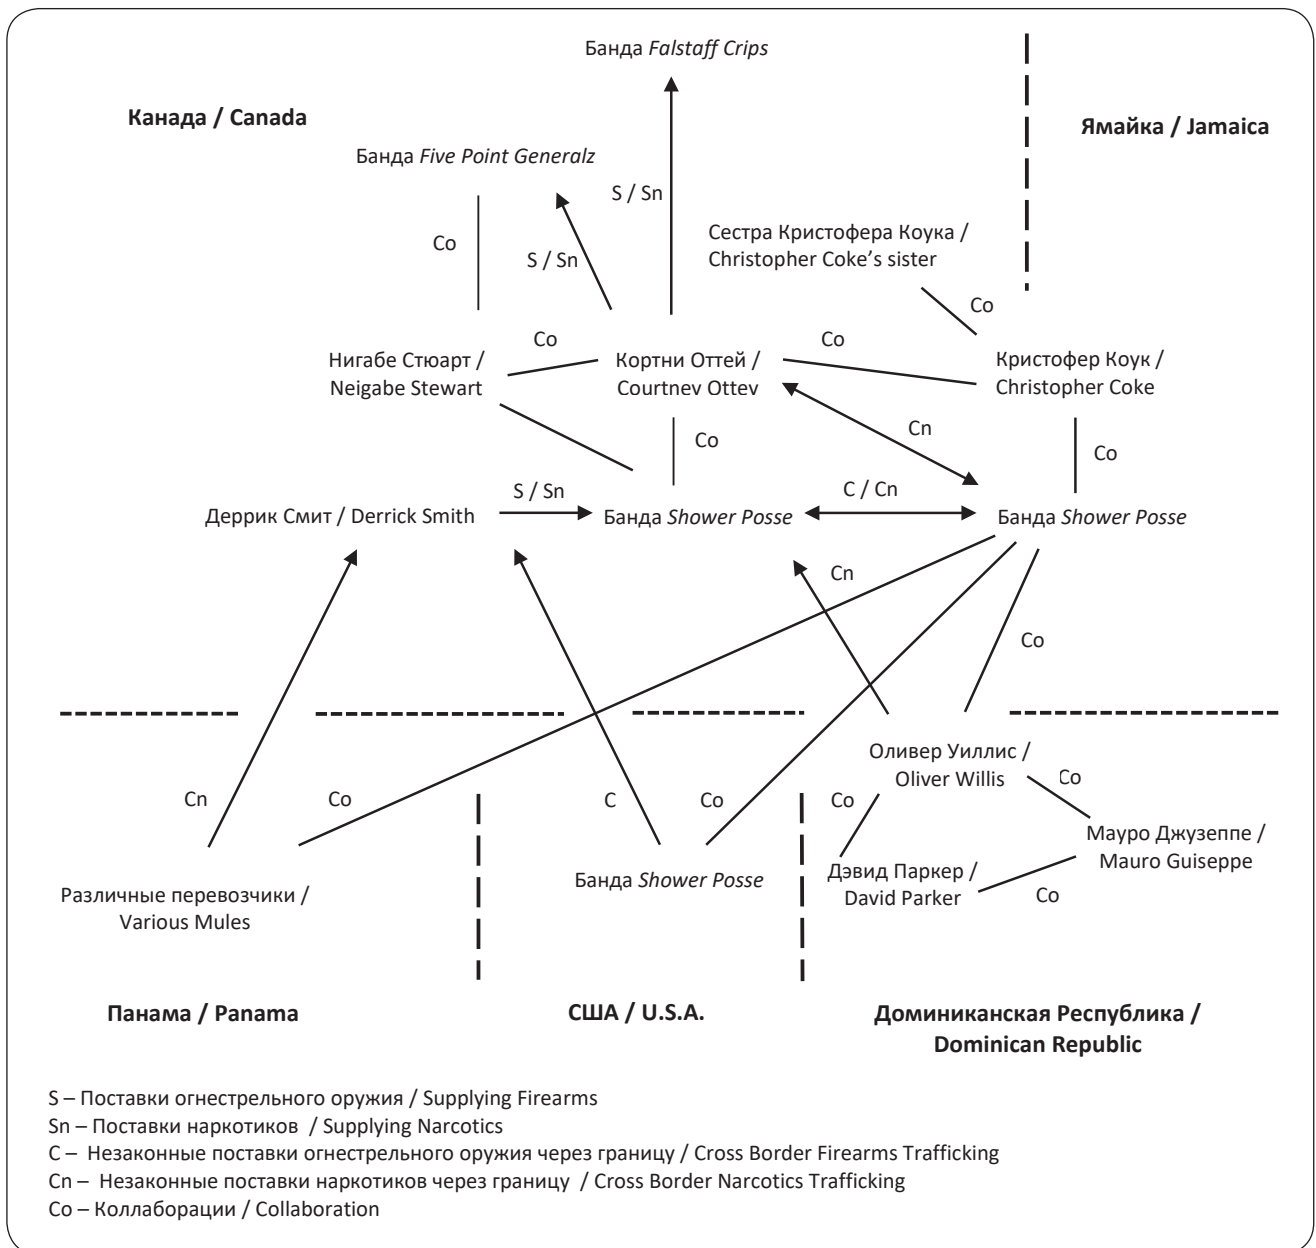 Банда Falstaff Crips
Канада / Canada
Ямайка / Jamaica
Банда Five Point Generalz
S / Sn
Co
S / Sn
Сестра Кристофера Коука /
Christopher Coke’s sister
Co
Нигабе Стюарт /
Neigabe Stewart
Co
Кортни Оттей /
Courtnev Ottev
Co
Кристофер Коук /
Christopher Coke
Cn
Co
Co
Деррик Смит / Derrick Smith
S / Sn
Банда Shower Posse
C / Cn
Банда Shower Posse
Cn
Co
Оливер Уиллис /
Oliver Willis
Cn
Co
C
Co
Co
Co
Мауро Джузеппе /
Mauro Guiseppe
Различные перевозчики /
Various Mules
Банда Shower Posse
Дэвид Паркер /
David Parker
Co
Панама / Panama
США / U.S.A.
Доминиканская Республика /
Dominican Republic
S – Поставки огнестрельного оружия / Supplying Firearms
Sn – Поставки наркотиков / Supplying Narcotics
C – Незаконные поставки огнестрельного оружия через границу / Cross Border Firearms Trafficking
Cn – Незаконные поставки наркотиков через границу / Cross Border Narcotics Trafficking
Co – Коллаборации / Collaboration